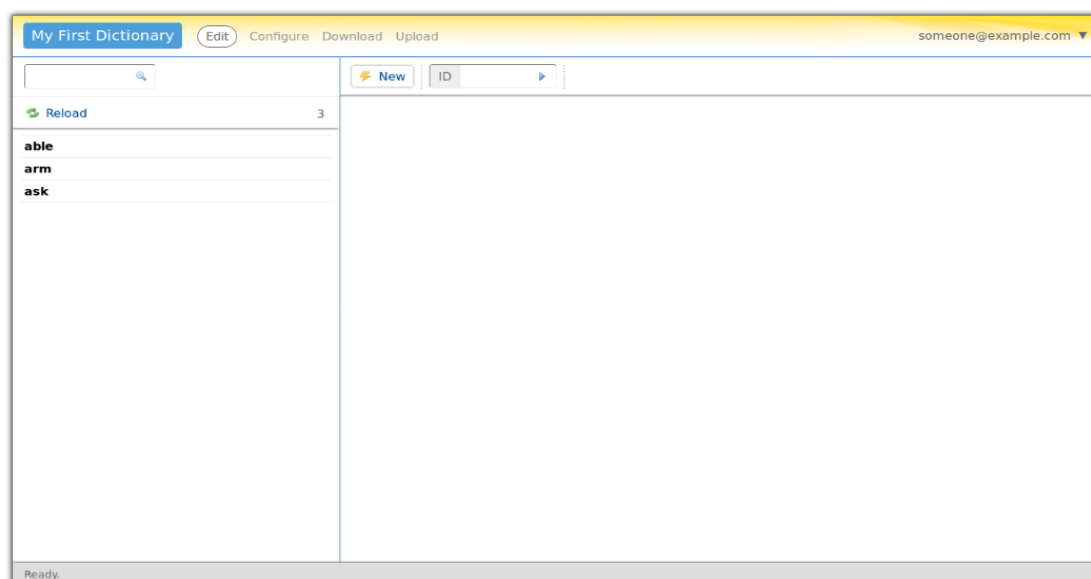 My First Dictionary Edit Configure Download Upload someone@example.com ▼
New ID
Reload 3
able
arm
ask
Ready.